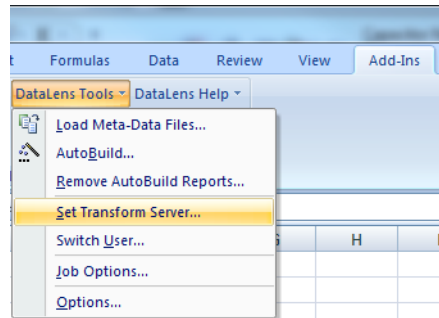 Formulas Data Review View Add-Ins
DataLens Tools DataLens Help
Load Meta-Data Files...
AutoBuild...
Remove AutoBuild Reports...
Set Transform Server...
Switch User...
H
Job Options...
Options...